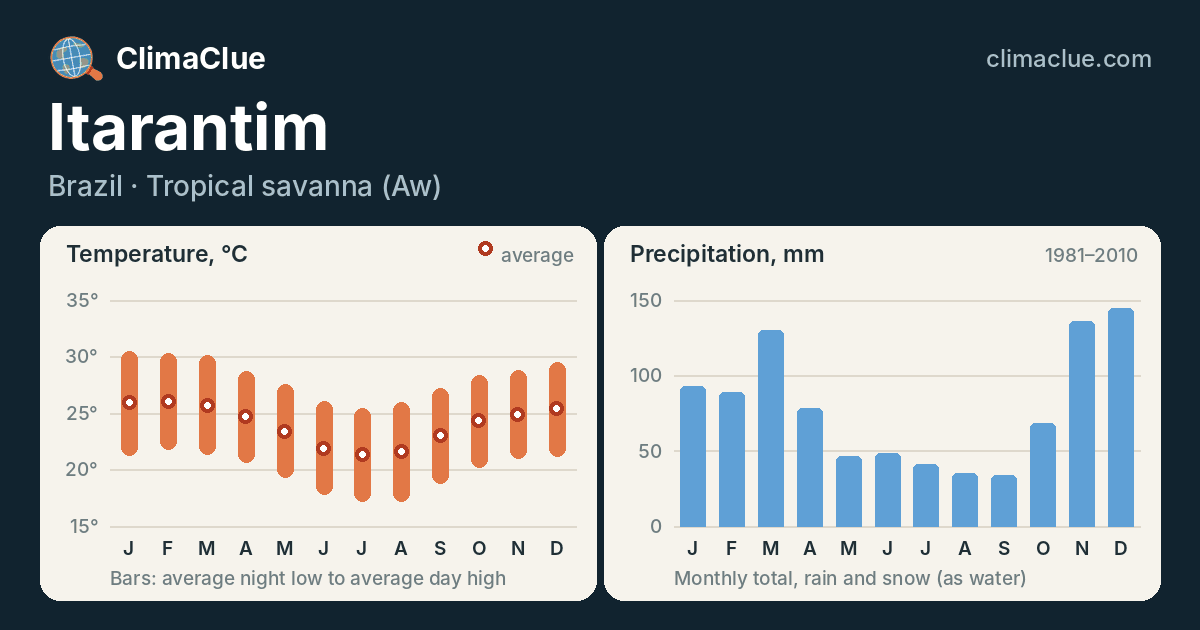 ClimaClue
climaclue.com
Itarantim
Brazil · Tropical savanna (Aw)
Temperature, °C
average
35°
30°
25°
20°
15°
J F M A M J J A S O N D
Bars: average night low to average day high
Precipitation, mm
1981–2010
150
100
50
0
J F M A M J J A S O N D
Monthly total, rain and snow (as water)